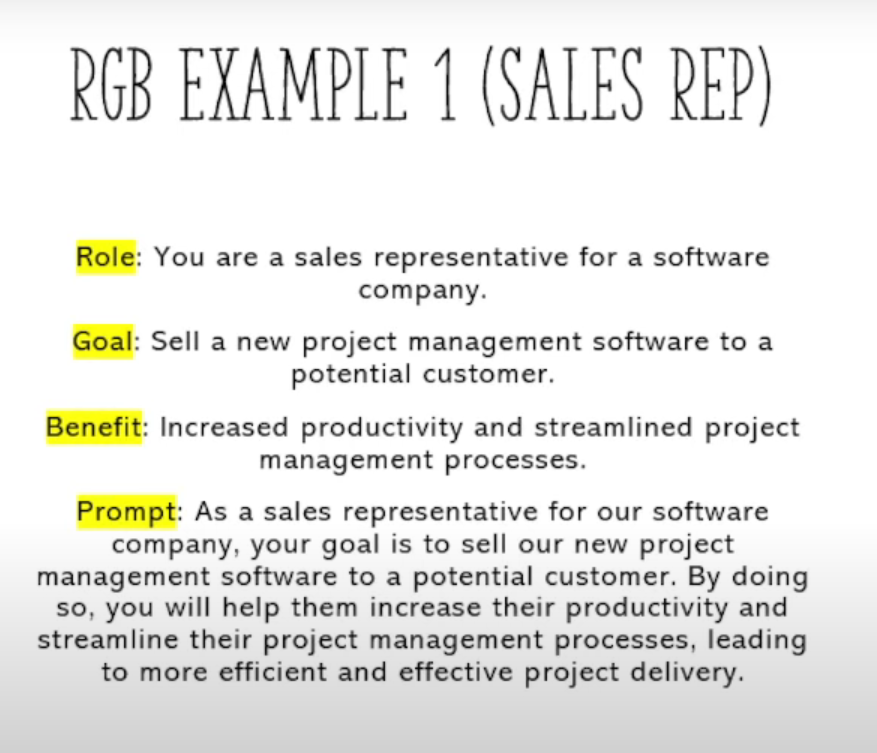 RGB EXAMPLE 1 (SALES REP)
Role: You are a sales representative for a software
company.
Goal: Sell a new project management software to a
potential customer.
Benefit: Increased productivity and streamlined project
management processes.
Prompt: As a sales representative for our software
company, your goal is to sell our new project
management software to a potential customer. By doing
so, you will help them increase their productivity and
streamline their project management processes, leading
to more efficient and effective project delivery.